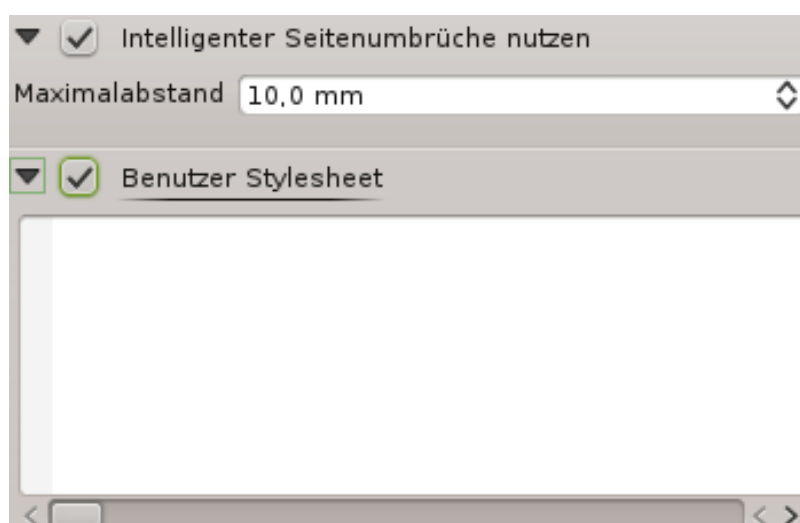 Intelligenter Seitenumbrüche nutzen
Maximalabstand 10,0 mm
Benutzer Stylesheet